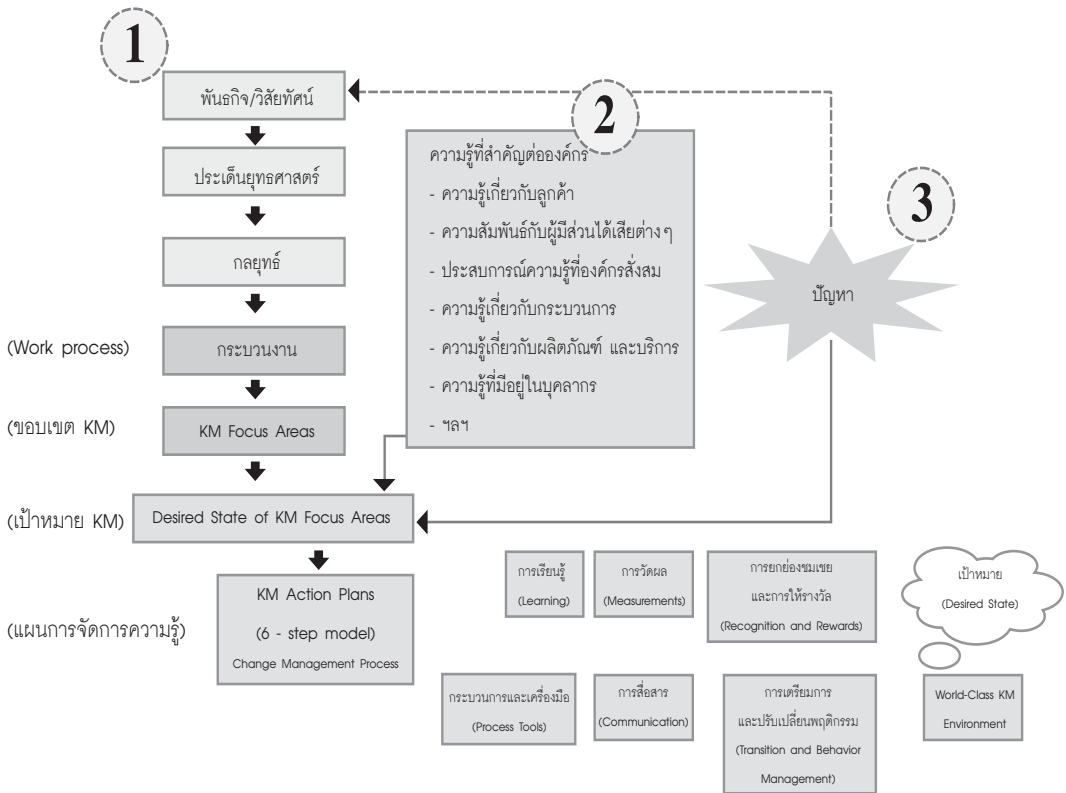 1
พันธกิจ/วิสัยทัศน์
ประเด็นยุทธศาสตร์
กลยุทธ์
(Work process)
กระบวนงาน
(ขอบเขต KM)
KM Focus Areas
(เป้าหมาย KM)
Desired State of KM Focus Areas
(แผนการจัดการความรู้)
KM Action Plans
(6 - step model)
Change Management Process
2
ความรู้ที่สำคัญต่อองค์กร
- ความรู้เกี่ยวกับลูกค้า
- ความสัมพันธ์กับผู้มีส่วนได้เสียต่างๆ
- ประสบการณ์ความรู้ที่องค์กรสั่งสม
- ความรู้เกี่ยวกับกระบวนการ
- ความรู้เกี่ยวกับผลิตภัณฑ์ และบริการ
- ความรู้ที่มีอยู่ในบุคลากร
- ฯลฯ
3
ปัญหา
การเรียนรู้
(Learning)
การวัดผล
(Measurements)
การยกย่องชมเชย
และการให้รางวัล
(Recognition and Rewards)
เป้าหมาย
(Desired State)
กระบวนการและเครื่องมือ
(Process Tools)
การสื่อสาร
(Communication)
การเตรียมการ
และปรับเปลี่ยนพฤติกรรม
(Transition and Behavior
Management)
World-Class KM
Environment